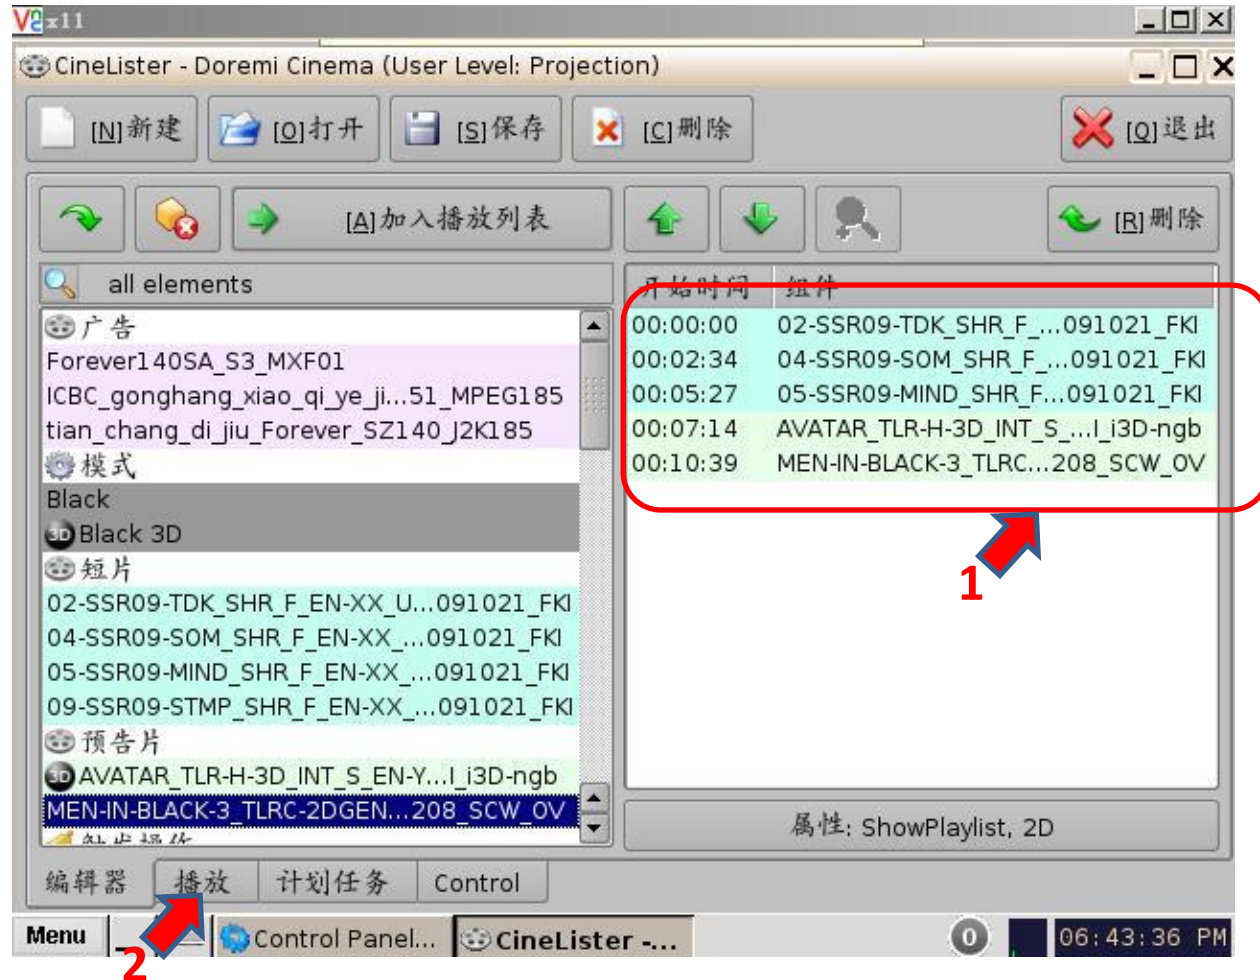 V2 x11
CineLister - Doremi Cinema (User Level: Projection)
[N]新建 [O]打开 [S]保存 [C]删除 [Q]退出
[A]加入播放列表 [R]删除
all elements
开始时间 组件
广告
Forever140SA_S3_MXF01
ICBC_gonghang_xiao_qi_ye_ji...51_MPEG185
tian_chang_di_jiu_Forever_SZ140_J2K185
模式
Black
3D Black 3D
短片
02-SSR09-TDK_SHR_F_EN-XX_U...091021_FKI
04-SSR09-SOM_SHR_F_EN-XX_...091021_FKI
05-SSR09-MIND_SHR_F_EN-XX_...091021_FKI
09-SSR09-STMP_SHR_F_EN-XX_...091021_FKI
预告片
3D AVATAR_TLR-H-3D_INT_S_EN-Y...I_i3D-ngb
MEN-IN-BLACK-3_TLRC-2DGEN...208_SCW_OV
触发操作
00:00:00 02-SSR09-TDK_SHR_F_...091021_FKI
00:02:34 04-SSR09-SOM_SHR_F_...091021_FKI
00:05:27 05-SSR09-MIND_SHR_F...091021_FKI
00:07:14 AVATAR_TLR-H-3D_INT_S_...I_i3D-ngb
00:10:39 MEN-IN-BLACK-3_TLRC...208_SCW_OV
1
属性: ShowPlaylist, 2D
编辑器 播放 计划任务 Control
2
Menu Control Panel... CineLister -... 0 06:43:36 PM